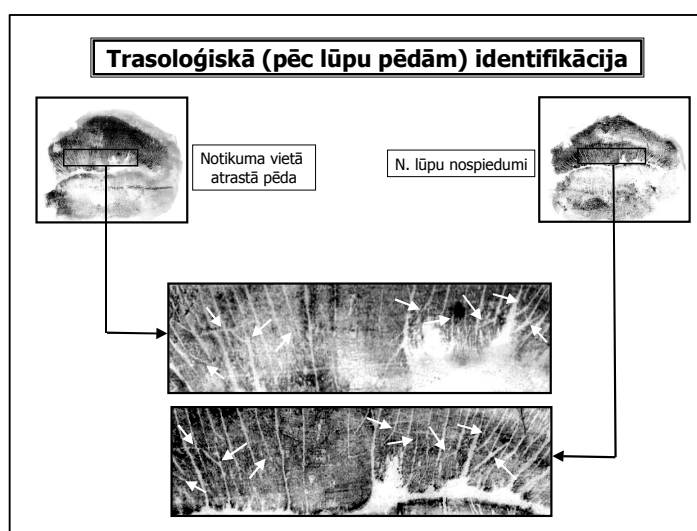 Trasoloģiskā (pēc lūpu pēdām) identifikācija
Notikuma vietā
atrastā pēda
N. lūpu nospiedumi